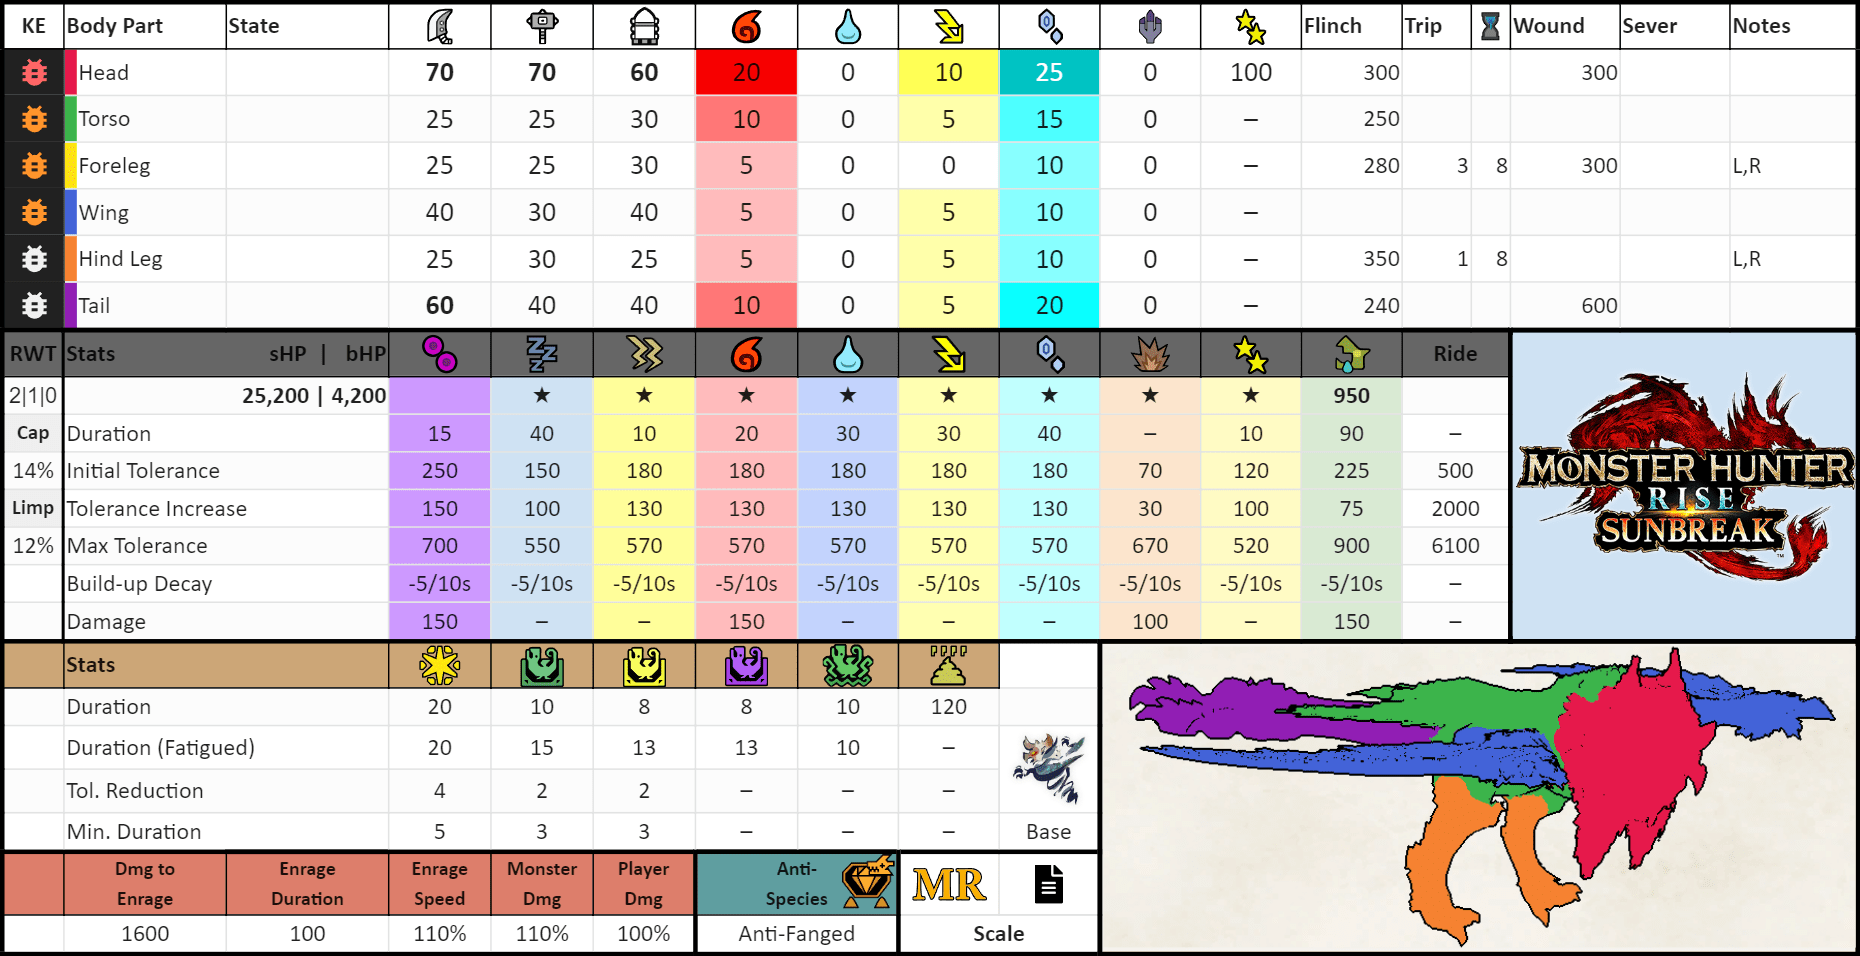 KE Body Part State Flinch Trip Wound Sever Notes
Head 70 70 60 20 0 10 25 0 100 300 300
Torso 25 25 30 10 0 5 15 0 – 250
Foreleg 25 25 30 5 0 0 10 0 – 280 3 8 300 L,R
Wing 40 30 40 5 0 5 10 0 –
Hind Leg 25 30 25 5 0 5 10 0 – 350 1 8 L,R
Tail 60 40 40 10 0 5 20 0 – 240 600
RWT Stats sHP | bHP Ride
2|1|0 25,200 | 4,200 ★ ★ ★ ★ ★ ★ ★ ★ 950
Cap Duration 15 40 10 20 30 30 40 – 10 90 –
14% Initial Tolerance 250 150 180 180 180 180 180 70 120 225 500
Limp Tolerance Increase 150 100 130 130 130 130 130 30 100 75 2000
12% Max Tolerance 700 550 570 570 570 570 570 670 520 900 6100
Build-up Decay -5/10s -5/10s -5/10s -5/10s -5/10s -5/10s -5/10s -5/10s -5/10s -5/10s –
Damage 150 – – 150 – – – 100 – 150 –
MONSTER HUNTER
RISE
SUNBREAK
™
Stats
Duration 20 10 8 8 10 120
Duration (Fatigued) 20 15 13 13 10 –
Tol. Reduction 4 2 2 – – –
Min. Duration 5 3 3 – – – Base
Dmg to Enrage Enrage Monster Player Anti-
Enrage Duration Speed Dmg Dmg Species MR
1600 100 110% 110% 100% Anti-Fanged Scale